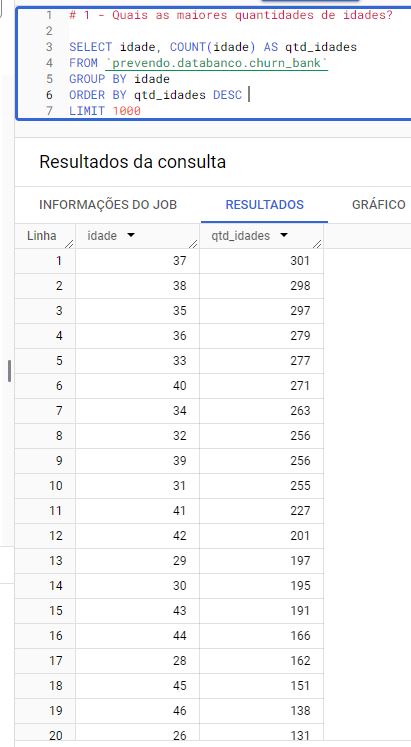 1 # 1 - Quais as maiores quantidades de idades?
2
3 SELECT idade, COUNT(idade) AS qtd_idades
4 FROM `prevendo.databanco.churn_bank`
5 GROUP BY idade
6 ORDER BY qtd_idades DESC
7 LIMIT 1000
Resultados da consulta
INFORMAÇÕES DO JOB RESULTADOS GRÁFICO
Linha idade qtd_idades
1 37 301
2 38 298
3 35 297
4 36 279
5 33 277
6 40 271
7 34 263
8 32 256
9 39 256
10 31 255
11 41 227
12 42 201
13 29 197
14 30 195
15 43 191
16 44 166
17 28 162
18 45 151
19 46 138
20 26 131